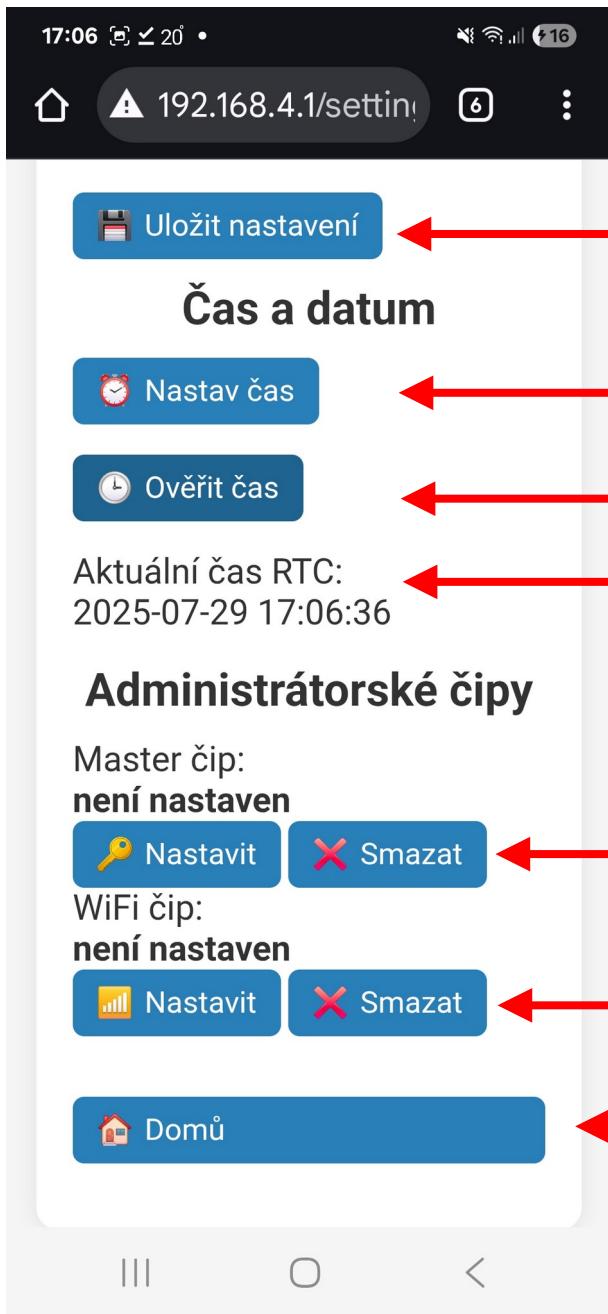 17:06 20°
16
192.168.4.1/setting
6
Uložit nastavení
Čas a datum
Nastav čas
Ověřit čas
Aktuální čas RTC:
2025-07-29 17:06:36
Administrátorské čipy
Master čip:
není nastaven
Nastavit Smazat
WiFi čip:
není nastaven
Nastavit Smazat
Domů